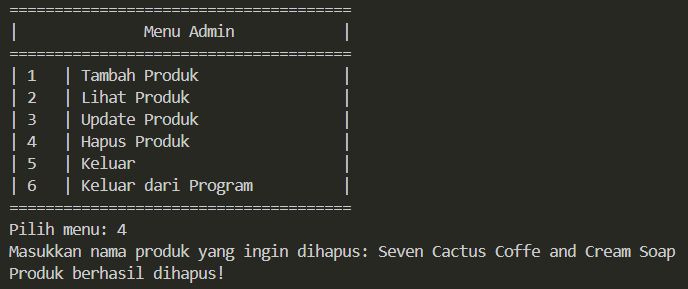 ======================================
|              Menu Admin            |
======================================
| 1   | Tambah Produk                |
| 2   | Lihat Produk                 |
| 3   | Update Produk                |
| 4   | Hapus Produk                 |
| 5   | Keluar                       |
| 6   | Keluar dari Program          |
======================================
Pilih menu: 4
Masukkan nama produk yang ingin dihapus: Seven Cactus Coffe and Cream Soap
Produk berhasil dihapus!